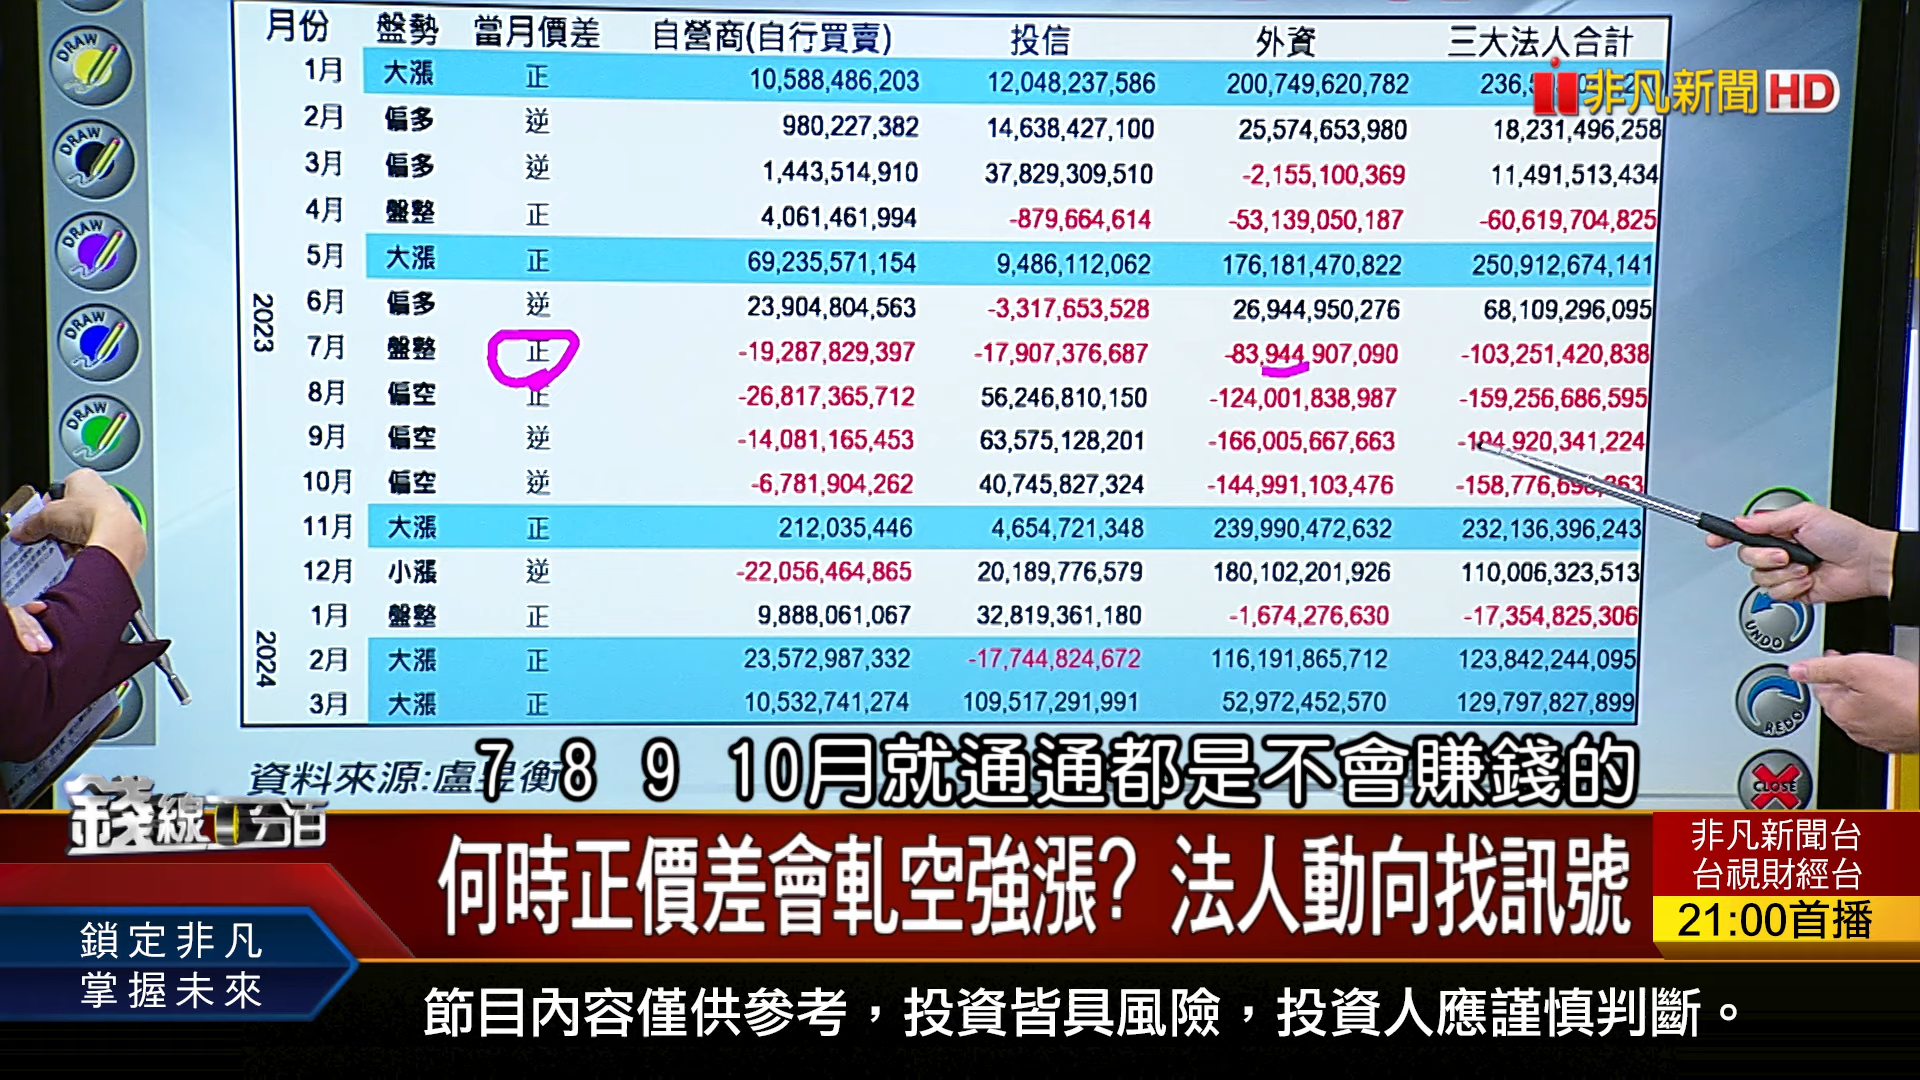 月份 盤勢 當月價差 自營商(自行買賣) 投信 外資 三大法人合計
1月 大漲 正 10,588,486,203 12,048,237,586 200,749,620,782 236,5
2月 偏多 逆 980,227,382 14,638,427,100 25,574,653,980 18,231,496,258
3月 偏多 逆 1,443,514,910 37,829,309,510 -2,155,100,369 11,491,513,434
4月 盤整 正 4,061,461,994 -879,664,614 -53,139,050,187 -60,619,704,825
5月 大漲 正 69,235,571,154 9,486,112,062 176,181,470,822 250,912,674,141
2023
6月 偏多 逆 23,904,804,563 -3,317,653,528 26,944,950,276 68,109,296,095
7月 盤整 正 -19,287,829,397 -17,907,376,687 -83,944,907,090 -103,251,420,838
8月 偏空 正 -26,817,365,712 56,246,810,150 -124,001,838,987 -159,256,686,595
9月 偏空 逆 -14,081,165,453 63,575,128,201 -166,005,667,663 -194,920,341,224
10月 偏空 逆 -6,781,904,262 40,745,827,324 -144,991,103,476
11月 大漲 正 212,035,446 4,654,721,348 239,990,472,632 232,136,396,243
12月 小漲 逆 -22,056,464,865 20,189,776,579 180,102,201,926 110,006,323,513
2024
1月 盤整 正 9,888,061,067 32,819,361,180 -1,674,276,630 -17,354,825,306
2月 大漲 正 23,572,987,332 -17,744,824,672 116,191,865,712 123,842,244,095
3月 大漲 正 10,532,741,274 109,517,291,991 52,972,452,570 129,797,827,899
非凡新聞HD
DRAW
DRAW
DRAW
DRAW
DRAW
UNDO
REDO
CLOSE
資料來源:盧昱衡
7 8 9 10月就通通都是不會賺錢的
錢線百分百
何時正價差會軋空強漲? 法人動向找訊號
非凡新聞台
台視財經台
21:00首播
鎖定非凡
掌握未來
節目內容僅供參考，投資皆具風險，投資人應謹慎判斷。